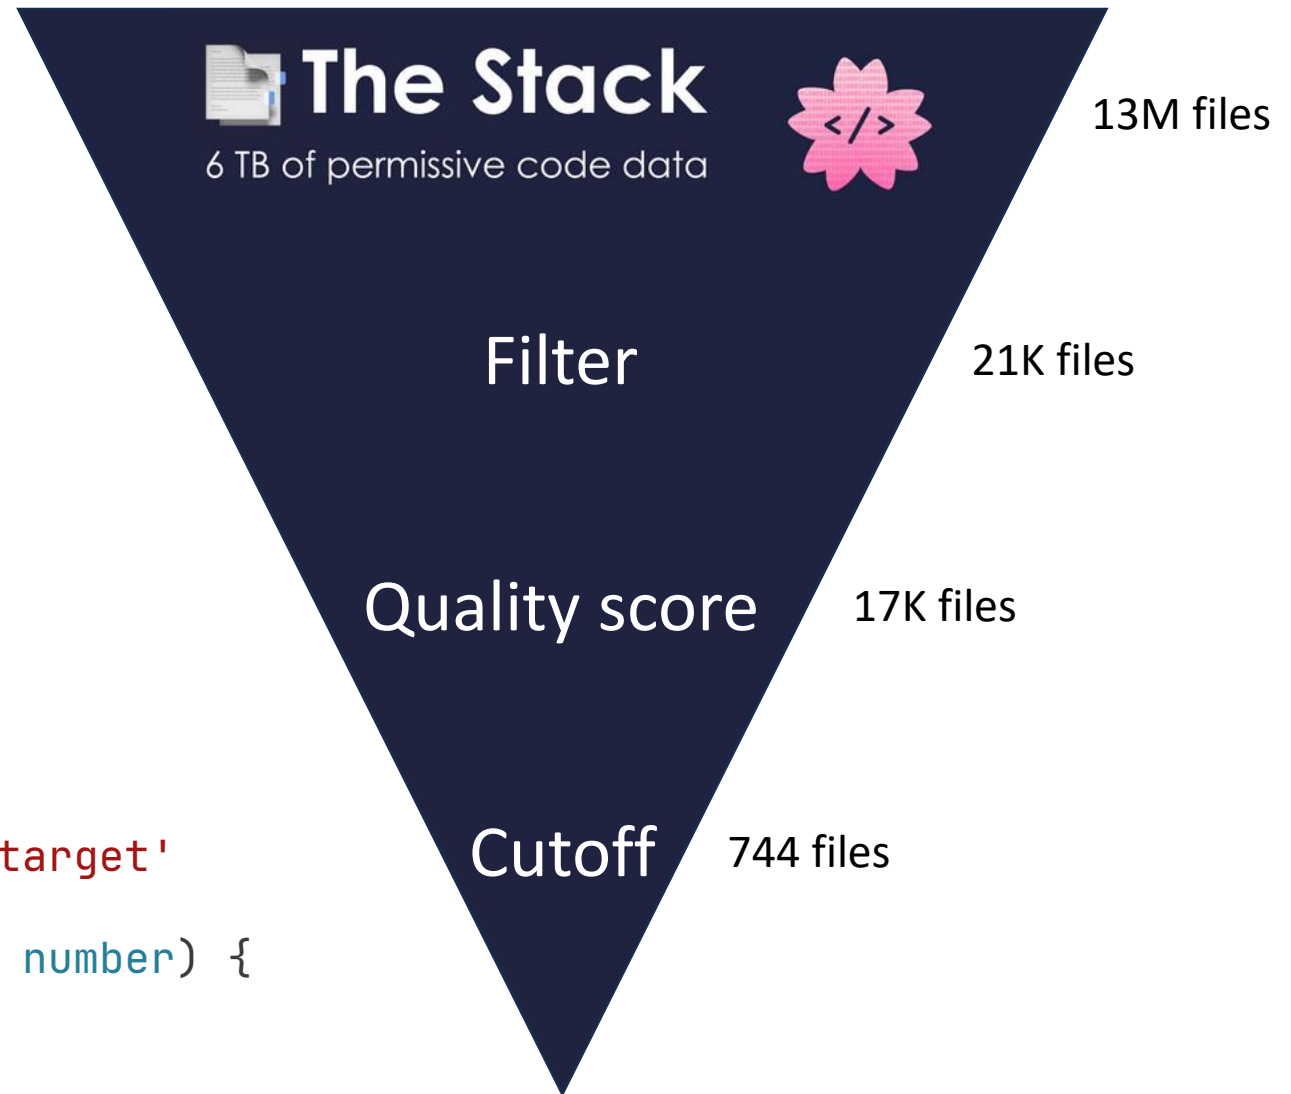 The Stack
6 TB of permissive code data
</>
13M files
Filter
21K files
Quality score
17K files
Cutoff
744 files
target'
number) {